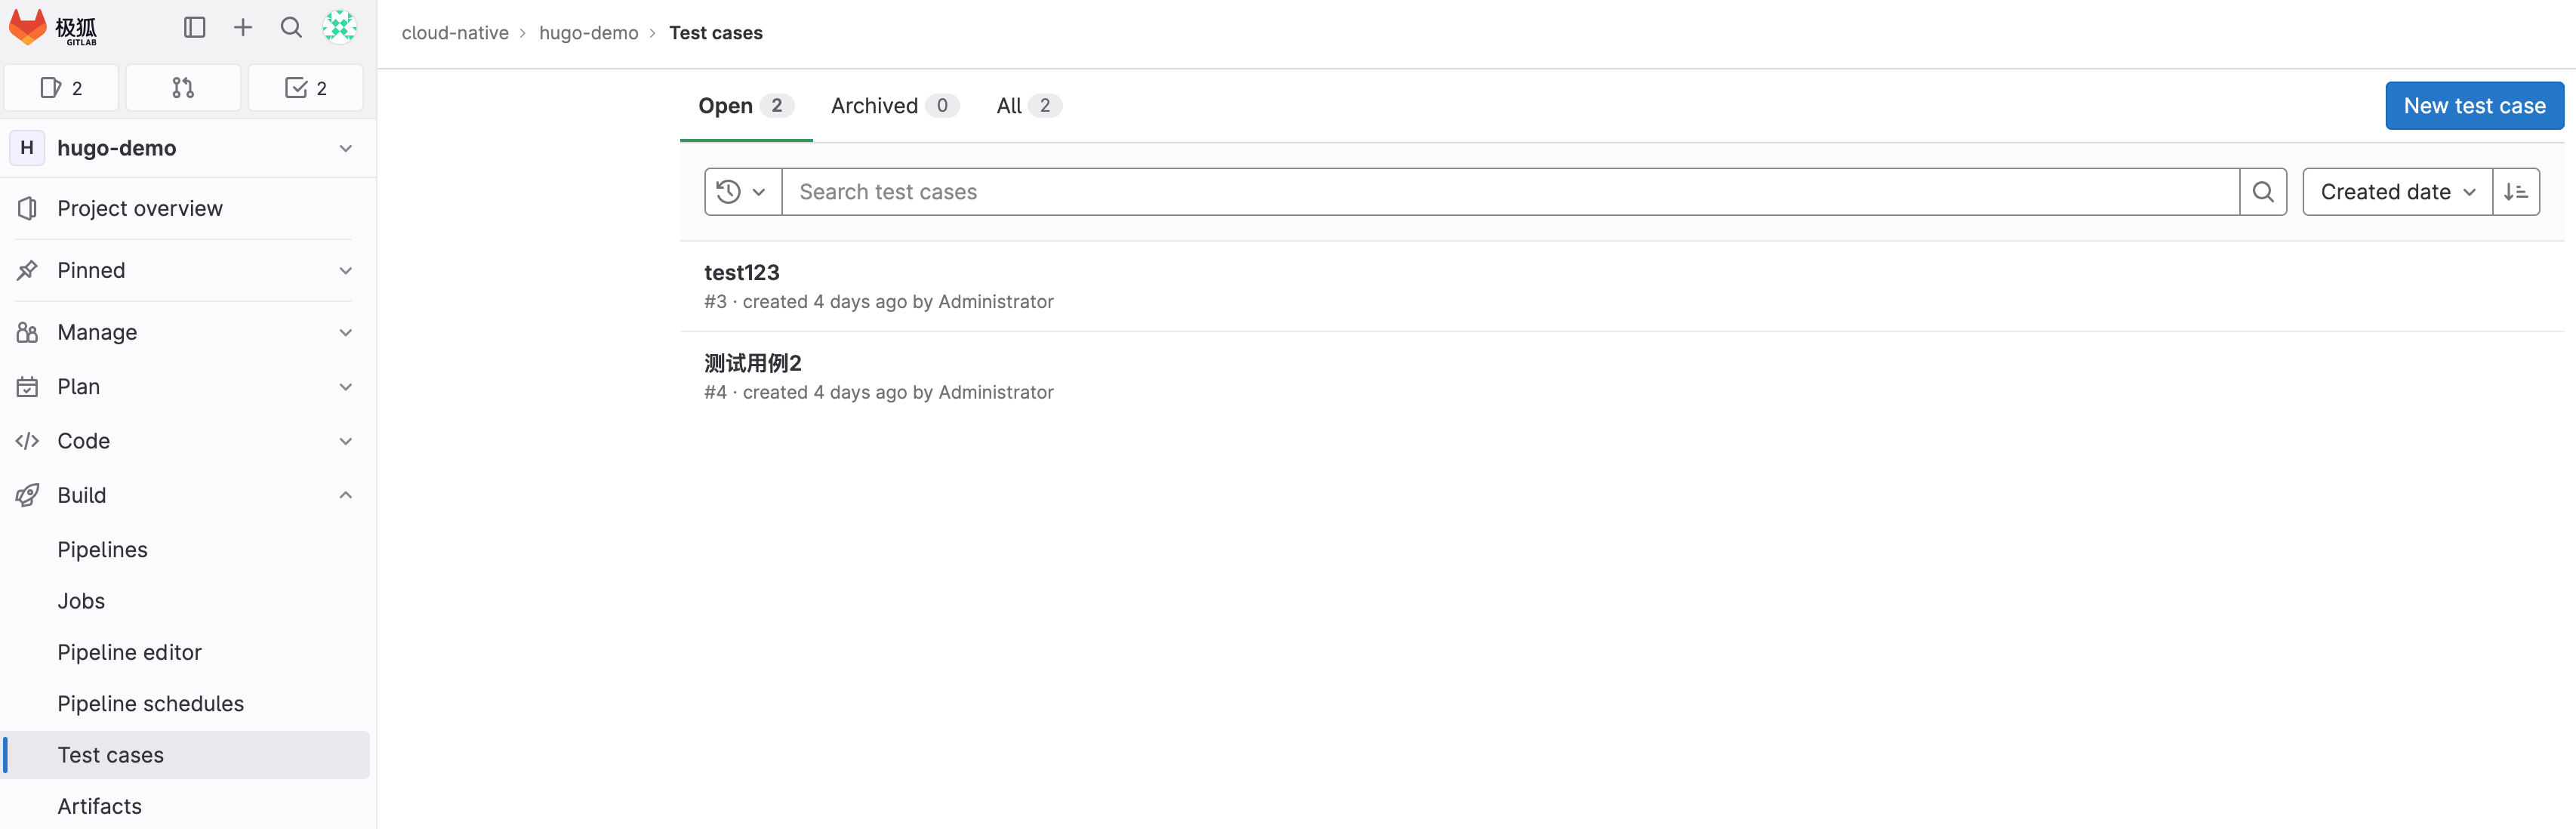 极狐
GITLAB
2
2
H hugo-demo
Project overview
Pinned
Manage
Plan
Code
Build
Pipelines
Jobs
Pipeline editor
Pipeline schedules
Test cases
Artifacts
cloud-native › hugo-demo › Test cases
Open 2 Archived 0 All 2
New test case
Search test cases
Created date
test123
#3 · created 4 days ago by Administrator
测试用例2
#4 · created 4 days ago by Administrator